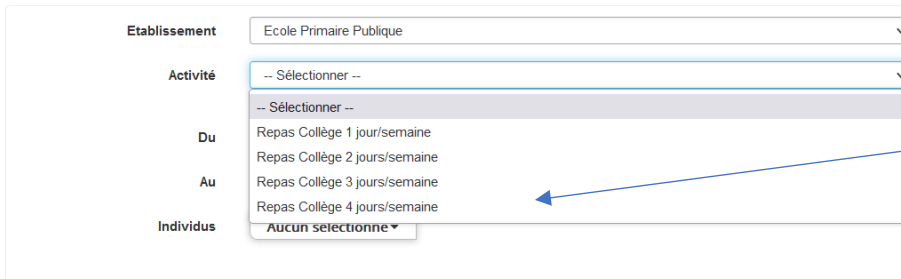 Etablissement Ecole Primaire Publique
Activité -- Sélectionner --
-- Sélectionner --
Repas Collège 1 jour/semaine
Du
Repas Collège 2 jours/semaine
Au
Repas Collège 3 jours/semaine
Repas Collège 4 jours/semaine
Individus Aucun sélectionné